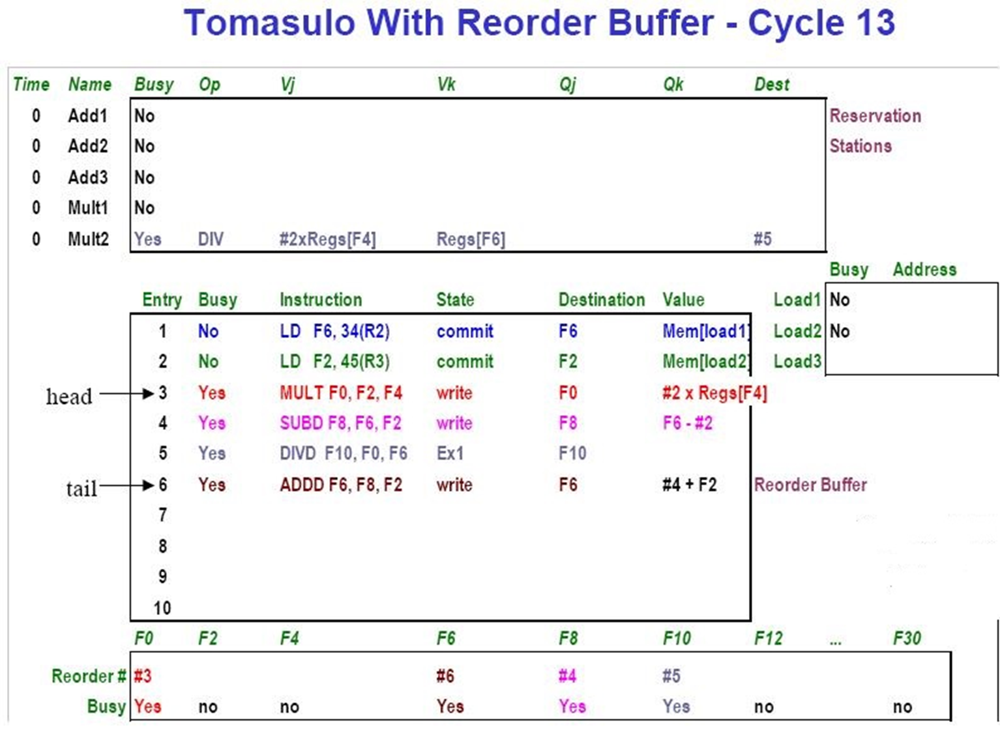 Tomasulo With Reorder Buffer - Cycle 13
Time Name Busy Op Vj Vk Qj Qk Dest
0 Add1 No Reservation
0 Add2 No Stations
0 Add3 No
0 Mult1 No
0 Mult2 Yes DIV #2xRegs[F4] Regs[F6] #5
Busy Address
Entry Busy Instruction State Destination Value Load1 No
1 No LD F6, 34(R2) commit F6 Mem[load1] Load2 No
2 No LD F2, 45(R3) commit F2 Mem[load2] Load3
head 3 Yes MULT F0, F2, F4 write F0 #2 x Regs[F4]
4 Yes SUBD F8, F6, F2 write F8 F6 - #2
5 Yes DIVD F10, F0, F6 Ex1 F10
tail 6 Yes ADDD F6, F8, F2 write F6 #4 + F2 Reorder Buffer
7
8
9
10
F0 F2 F4 F6 F8 F10 F12 ... F30
Reorder # #3 #6 #4 #5
Busy Yes no no Yes Yes Yes no no